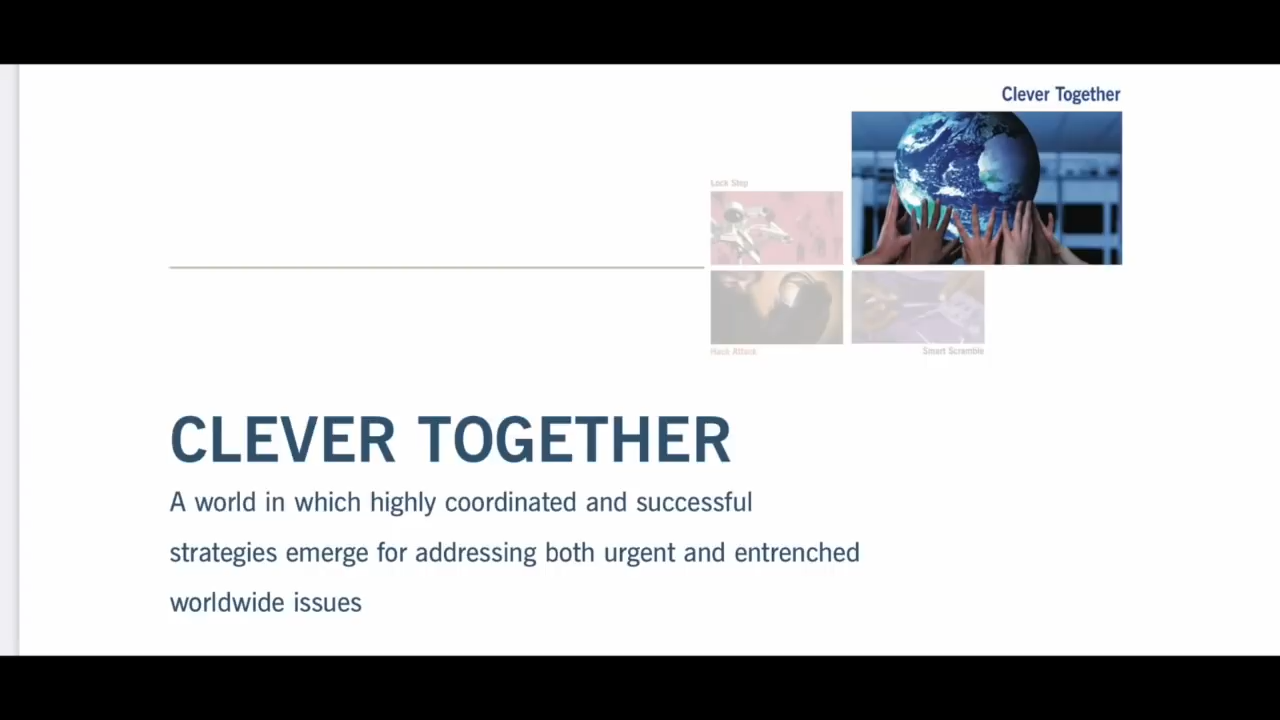 Clever Together
Lock Step
Hack Attack
Smart Scramble
CLEVER TOGETHER
A world in which highly coordinated and successful
strategies emerge for addressing both urgent and entrenched
worldwide issues